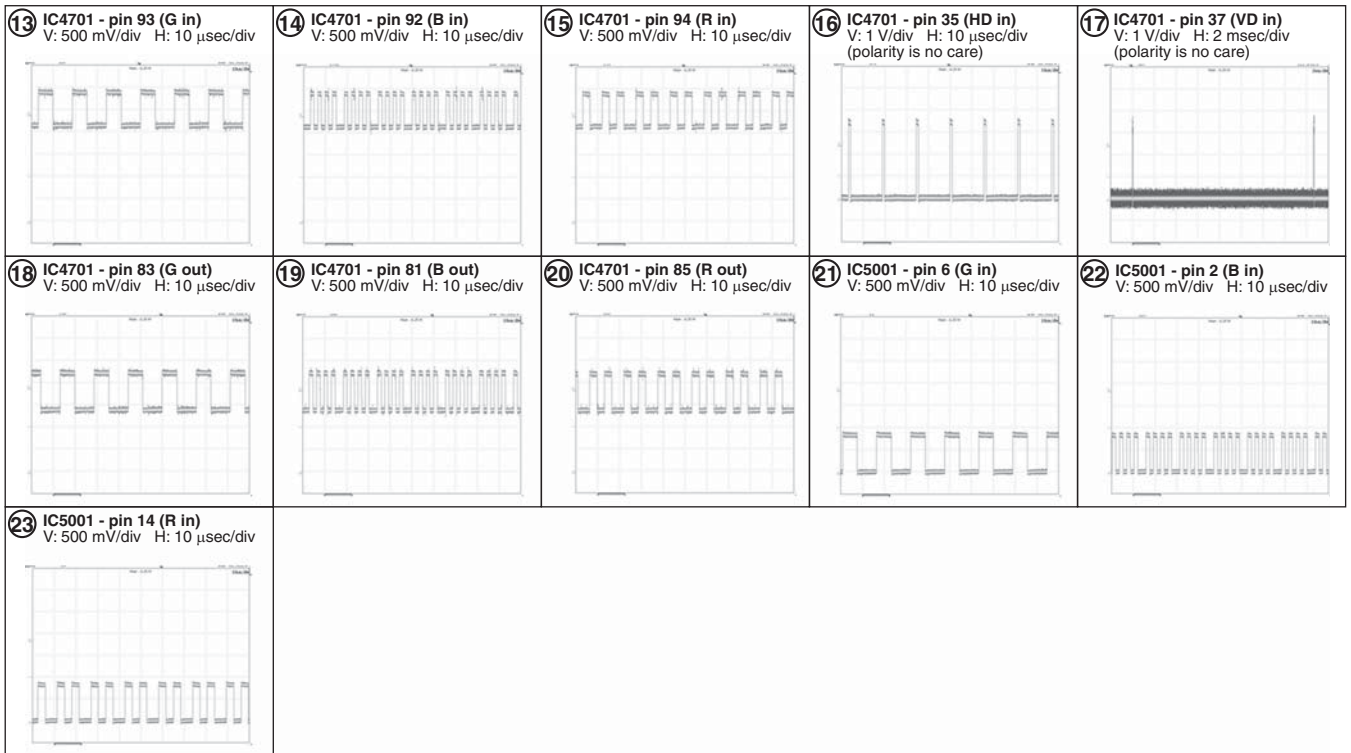 13 IC4701 - pin 93 (G in)
V: 500 mV/div H: 10 µsec/div
14 IC4701 - pin 92 (B in)
V: 500 mV/div H: 10 µsec/div
15 IC4701 - pin 94 (R in)
V: 500 mV/div H: 10 µsec/div
16 IC4701 - pin 35 (HD in)
V: 1 V/div H: 10 µsec/div
(polarity is no care)
17 IC4701 - pin 37 (VD in)
V: 1 V/div H: 2 msec/div
(polarity is no care)
18 IC4701 - pin 83 (G out)
V: 500 mV/div H: 10 µsec/div
19 IC4701 - pin 81 (B out)
V: 500 mV/div H: 10 µsec/div
20 IC4701 - pin 85 (R out)
V: 500 mV/div H: 10 µsec/div
21 IC5001 - pin 6 (G in)
V: 500 mV/div H: 10 µsec/div
22 IC5001 - pin 2 (B in)
V: 500 mV/div H: 10 µsec/div
23 IC5001 - pin 14 (R in)
V: 500 mV/div H: 10 µsec/div